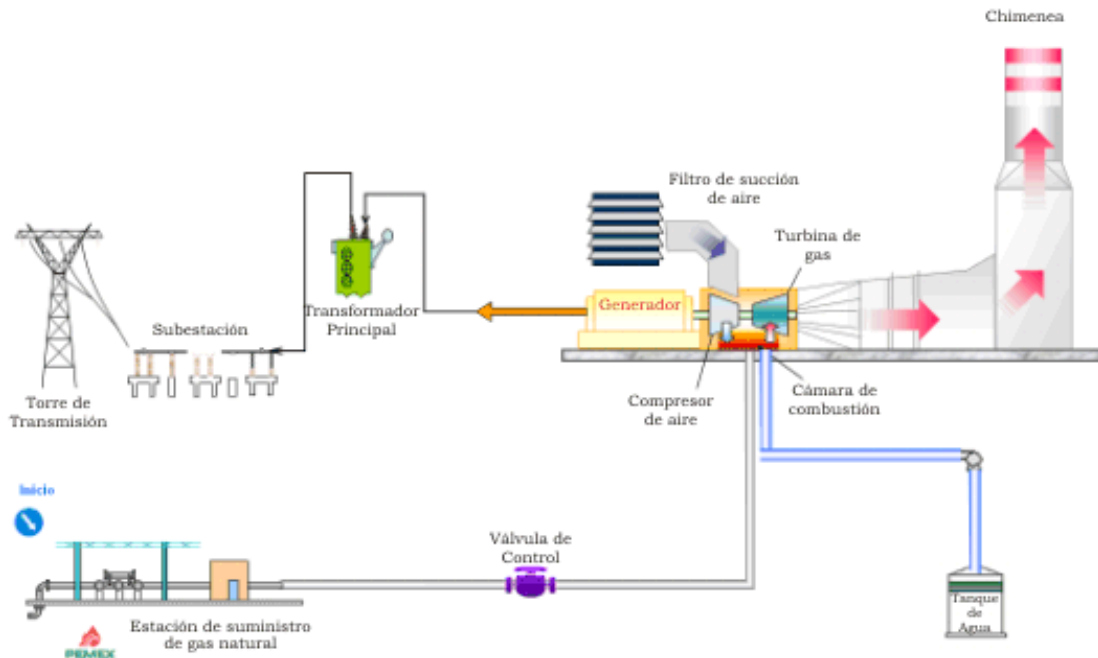 Chimenea
Filtro de succión
de aire
Turbina de
gas
Generador
Transformador
Principal
Subestación
Torre de
Transmisión
Compresor
de aire
Cámara de
combustión
Inicio
Válvula de
Control
Estación de suministro
de gas natural
PEMEX
Tanque
de
Agua